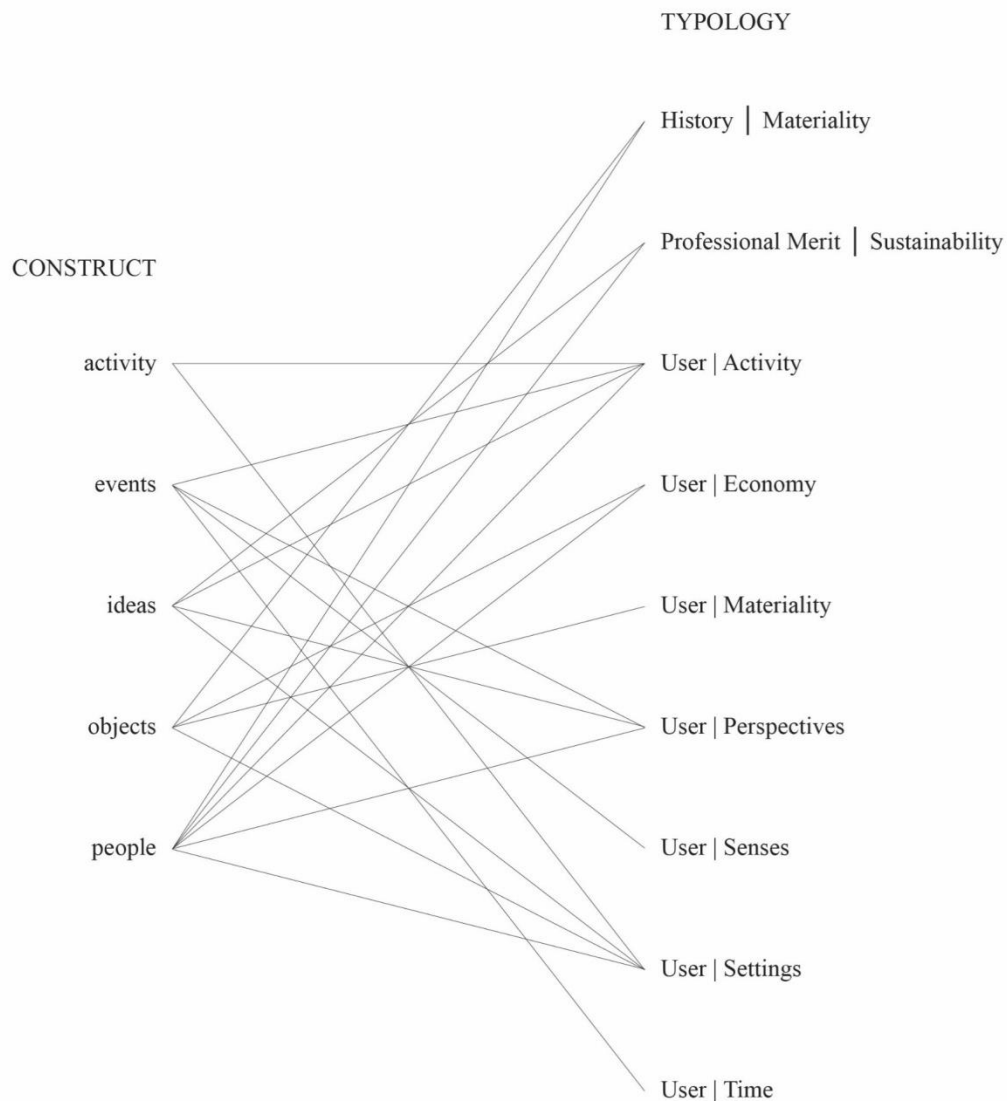 TYPOLOGY
History | Materiality
Professional Merit | Sustainability
CONSTRUCT
activity
User | Activity
events
User | Economy
ideas
User | Materiality
objects
User | Perspectives
people
User | Senses
User | Settings
User | Time